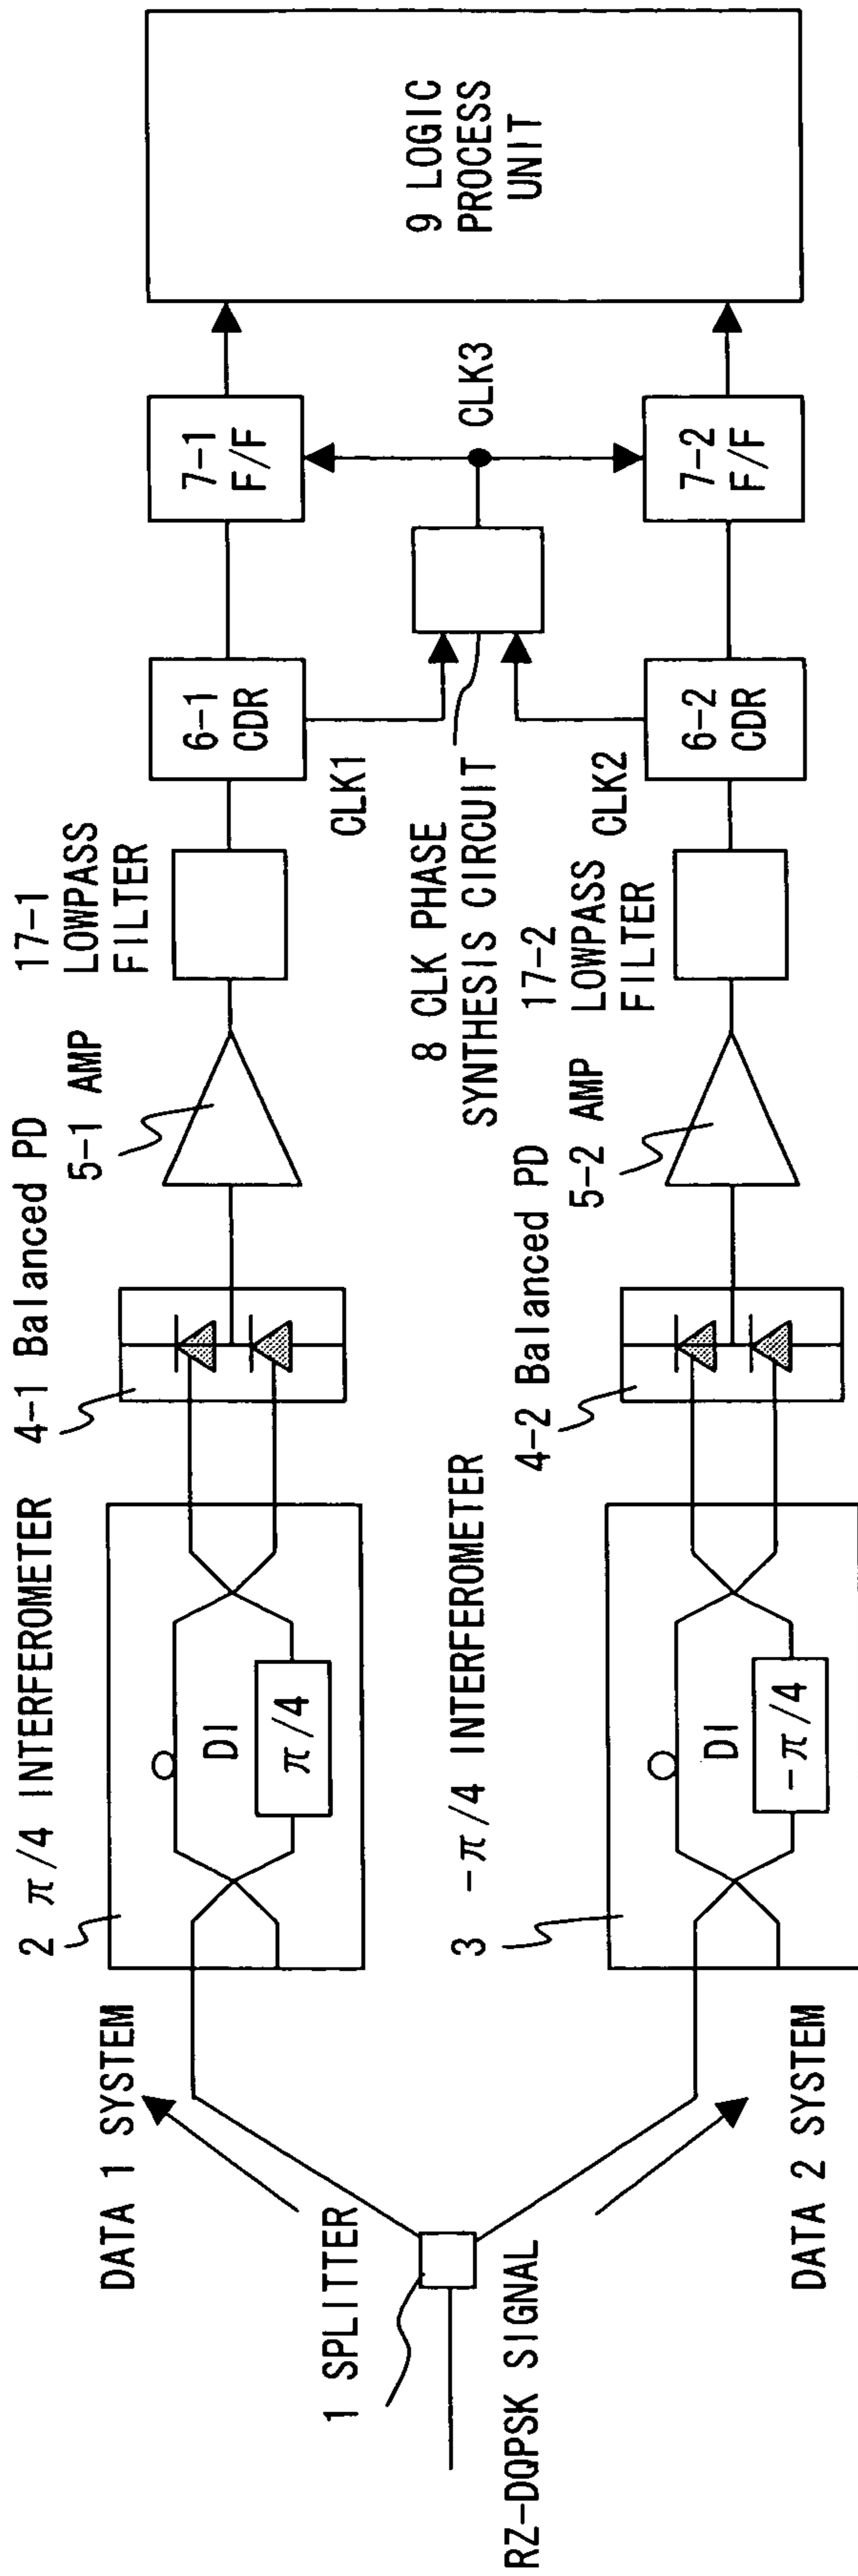 RZ-DQPSK SIGNAL
1 SPLITTER
DATA 1 SYSTEM
DATA 2 SYSTEM
2 π/4 INTERFEROMETER
DI
π/4
3 -π/4 INTERFEROMETER
DI
-π/4
4-1 Balanced PD
4-2 Balanced PD
5-1 AMP
5-2 AMP
17-1
LOWPASS
FILTER
17-2
LOWPASS
FILTER
6-1
CDR
6-2
CDR
CLK1
CLK2
8 CLK PHASE
SYNTHESIS CIRCUIT
CLK3
7-1
F/F
7-2
F/F
9 LOGIC
PROCESS
UNIT